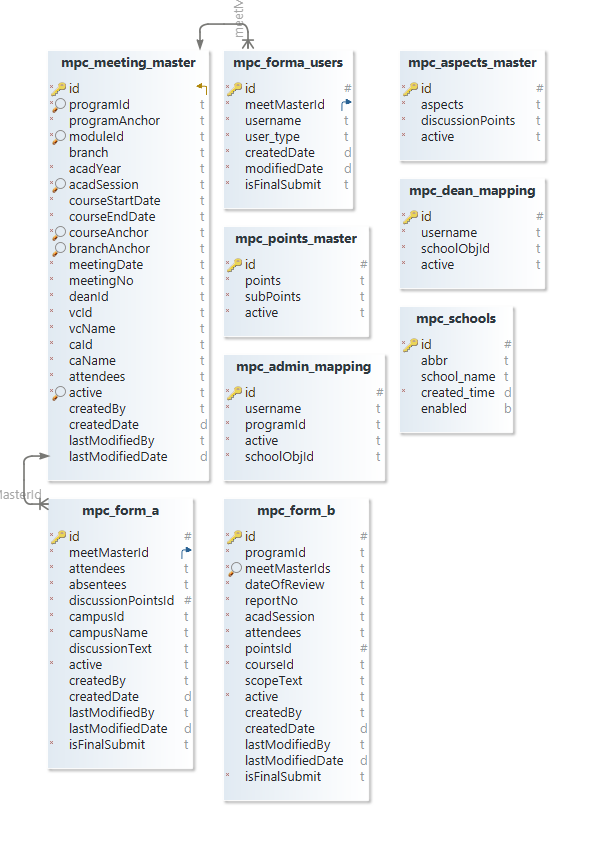 meetM
mpc_meeting_master
id
programId t
programAnchor t
moduleId t
branch t
acadYear t
acadSession t
courseStartDate t
courseEndDate t
courseAnchor t
branchAnchor t
meetingDate t
meetingNo t
deanId t
vcId t
vcName t
caId t
caName t
attendees t
active t
createdBy t
createdDate d
lastModifiedBy t
lastModifiedDate d
mpc_forma_users
id #
meetMasterId
username t
user_type t
createdDate d
modifiedDate d
isFinalSubmit t
mpc_aspects_master
id #
aspects t
discussionPoints t
active t
mpc_dean_mapping
id #
username t
schoolObjId t
active t
mpc_points_master
id #
points t
subPoints t
active t
mpc_schools
id #
abbr t
school_name t
created_time d
enabled b
mpc_admin_mapping
id #
username t
programId t
active t
schoolObjId t
MasterId
mpc_form_a
id #
meetMasterId
attendees t
absentees t
discussionPointsId #
campusId t
campusName t
discussionText t
active t
createdBy t
createdDate d
lastModifiedBy t
lastModifiedDate d
isFinalSubmit t
mpc_form_b
id #
programId t
meetMasterIds t
dateOfReview t
reportNo t
acadSession t
attendees t
pointsId #
courseId t
scopeText t
active t
createdBy t
createdDate d
lastModifiedBy t
lastModifiedDate d
isFinalSubmit t